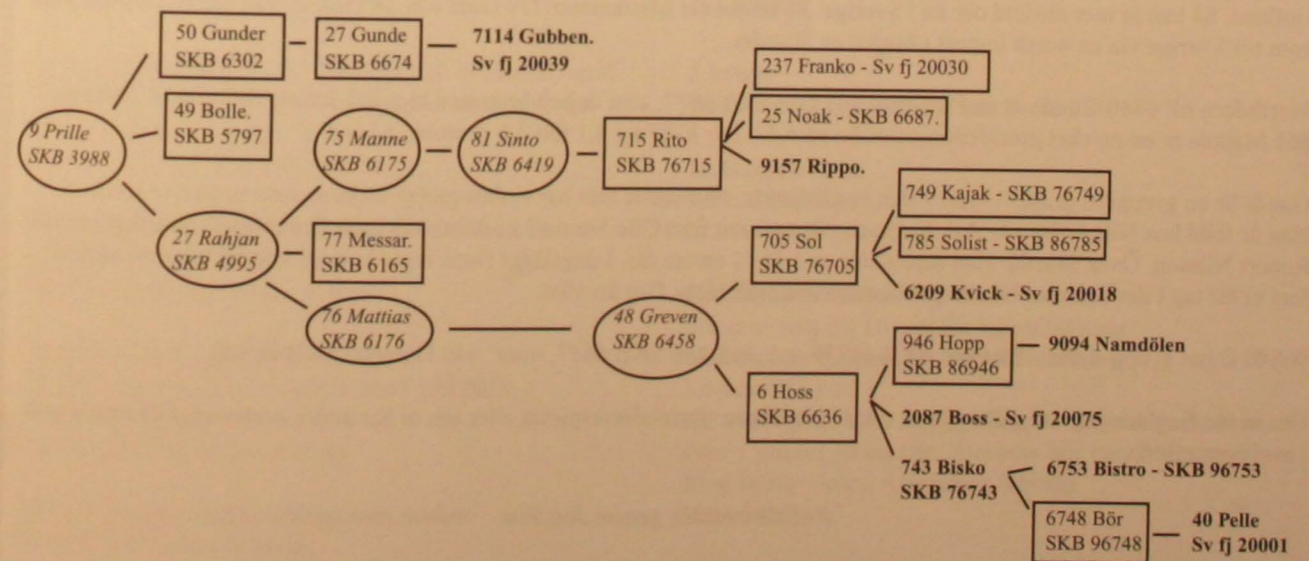 50 Gunder
SKB 6302
27 Gunde
SKB 6674
7114 Gubben.
Sv fj 20039
49 Bolle.
SKB 5797
9 Prille
SKB 3988
75 Manne
SKB 6175
81 Sinto
SKB 6419
715 Rito
SKB 76715
237 Franko - Sv fj 20030
25 Noak - SKB 6687.
9157 Rippo.
27 Rahjan
SKB 4995
77 Messar.
SKB 6165
76 Mattias
SKB 6176
48 Greven
SKB 6458
705 Sol
SKB 76705
749 Kajak - SKB 76749
785 Solist - SKB 86785
6209 Kvick - Sv fj 20018
6 Hoss
SKB 6636
946 Hopp
SKB 86946
9094 Namdölen
2087 Boss - Sv fj 20075
743 Bisko
SKB 76743
6753 Bistro - SKB 96753
6748 Bör
SKB 96748
40 Pelle
Sv fj 20001